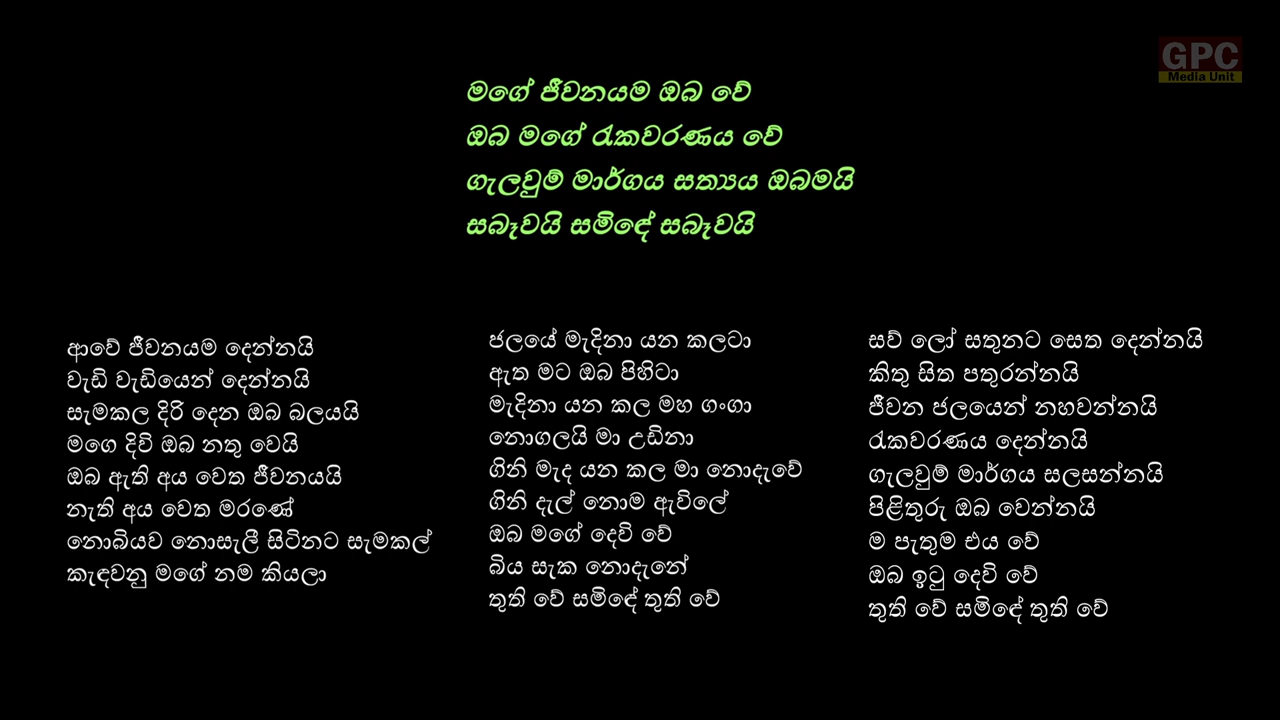 GPC
Media Unit
මගේ ජීවනයම ඔබ වේ
ඔබ මගේ රැකවරණය වේ
ගැලවුම් මාර්ගය සත්‍යය ඔබමයි
සබෑවයි සමිඳේ සබෑවයි
ආවේ ජීවනයම දෙන්නයි
වැඩි වැඩියෙන් දෙන්නයි
සැමකල දිරි දෙන ඔබ බලයයි
මගෙ දිවි ඔබ නතු වෙයි
ඔබ ඇති අය වෙත ජීවනයයි
නැති අය වෙත මරණේ
නොබියව නොසැලී සිටිනට සැමකල්
කැඳවනු මගේ නම කියලා
ජලයේ මැදිනා යන කලටා
ඇත මට ඔබ පිහිටා
මැදිනා යන කල මහ ගංගා
නොගලයි මා උඩිනා
ගිනි මැද යන කල මා නොදැවේ
ගිනි දැල් නොම ඇවිලේ
ඔබ මගේ දෙවි වේ
බිය සැක නොදැනේ
තුති වේ සමිඳේ තුති වේ
සව් ලෝ සතුනට සෙත දෙන්නයි
කිතු සිත පතුරන්නයි
ජීවන ජලයෙන් නහවන්නයි
රැකවරණය දෙන්නයි
ගැලවුම් මාර්ගය සලසන්නයි
පිළිතුරු ඔබ වෙන්නයි
ම පැතුම එය වේ
ඔබ ඉටු දෙවි වේ
තුති වේ සමිඳේ තුති වේ